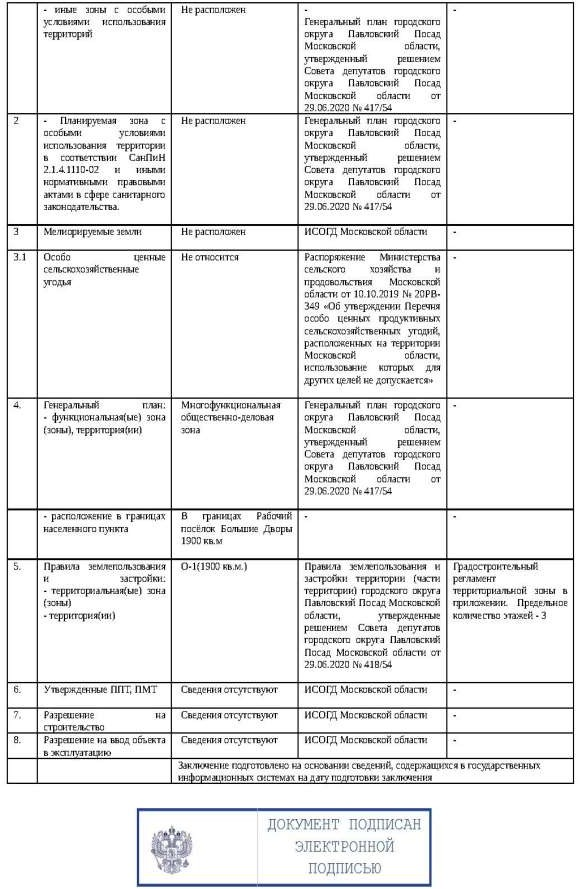 - иные зоны с особыми
условиями использования
территорий
Не расположен
-
Генеральный план городского
округа Павловский Посад
Московской области,
утвержденный решением
Совета депутатов городского
округа Павловский Посад
Московской области от
29.06.2020 № 417/54
-
2
- Планируемая зона с
особыми условиями
использования территории
в соответствии СанПиН
2.1.4.1110-02 и иными
нормативными правовыми
актами в сфере санитарного
законодательства.
Не расположен
Генеральный план городского
округа Павловский Посад
Московской области,
утвержденный решением
Совета депутатов городского
округа Павловский Посад
Московской области от
29.06.2020 № 417/54
-
3
Мелиорируемые земли
Не расположен
ИСОГД Московской области
-
3.1
Особо ценные
сельскохозяйственные
угодья
Не относится
Распоряжение Министерства
сельского хозяйства и
продовольствия Московской
области от 10.10.2019 № 20РВ-
349 «Об утверждении Перечня
особо ценных продуктивных
сельскохозяйственных угодий,
расположенных на территории
Московской области,
использование которых для
других целей не допускается»
-
4.
Генеральный план:
- функциональная(ые) зона
(зоны), территория(ии)
Многофункциональная
общественно-деловая
зона
Генеральный план городского
округа Павловский Посад
Московской области,
утвержденный решением
Совета депутатов городского
округа Павловский Посад
Московской области от
29.06.2020 № 417/54
-
- расположение в границах
населенного пункта
В границах Рабочий
посёлок Большие Дворы
1900 кв.м
-
-
5.
Правила землепользования
и застройки:
- территориальная(ые) зона
(зоны)
- территория(ии)
О-1(1900 кв.м.)
Правила землепользования и
застройки территории (части
территории) городского округа
Павловский Посад Московской
области, утвержденные
решением Совета депутатов
городского округа Павловский
Посад Московской области от
29.06.2020 № 418/54
Градостроительный
регламент
территориальной зоны в
приложении. Предельное
количество этажей - 3
6.
Утвержденные ППТ, ПМТ
Сведения отсутствуют
ИСОГД Московской области
-
7.
Разрешение на
строительство
Сведения отсутствуют
ИСОГД Московской области
-
8.
Разрешение на ввод объекта
в эксплуатацию
Сведения отсутствуют
ИСОГД Московской области
-
Заключение подготовлено на основании сведений, содержащихся в государственных
информационных системах на дату подготовки заключения
ДОКУМЕНТ ПОДПИСАН
ЭЛЕКТРОННОЙ
ПОДПИСЬЮ